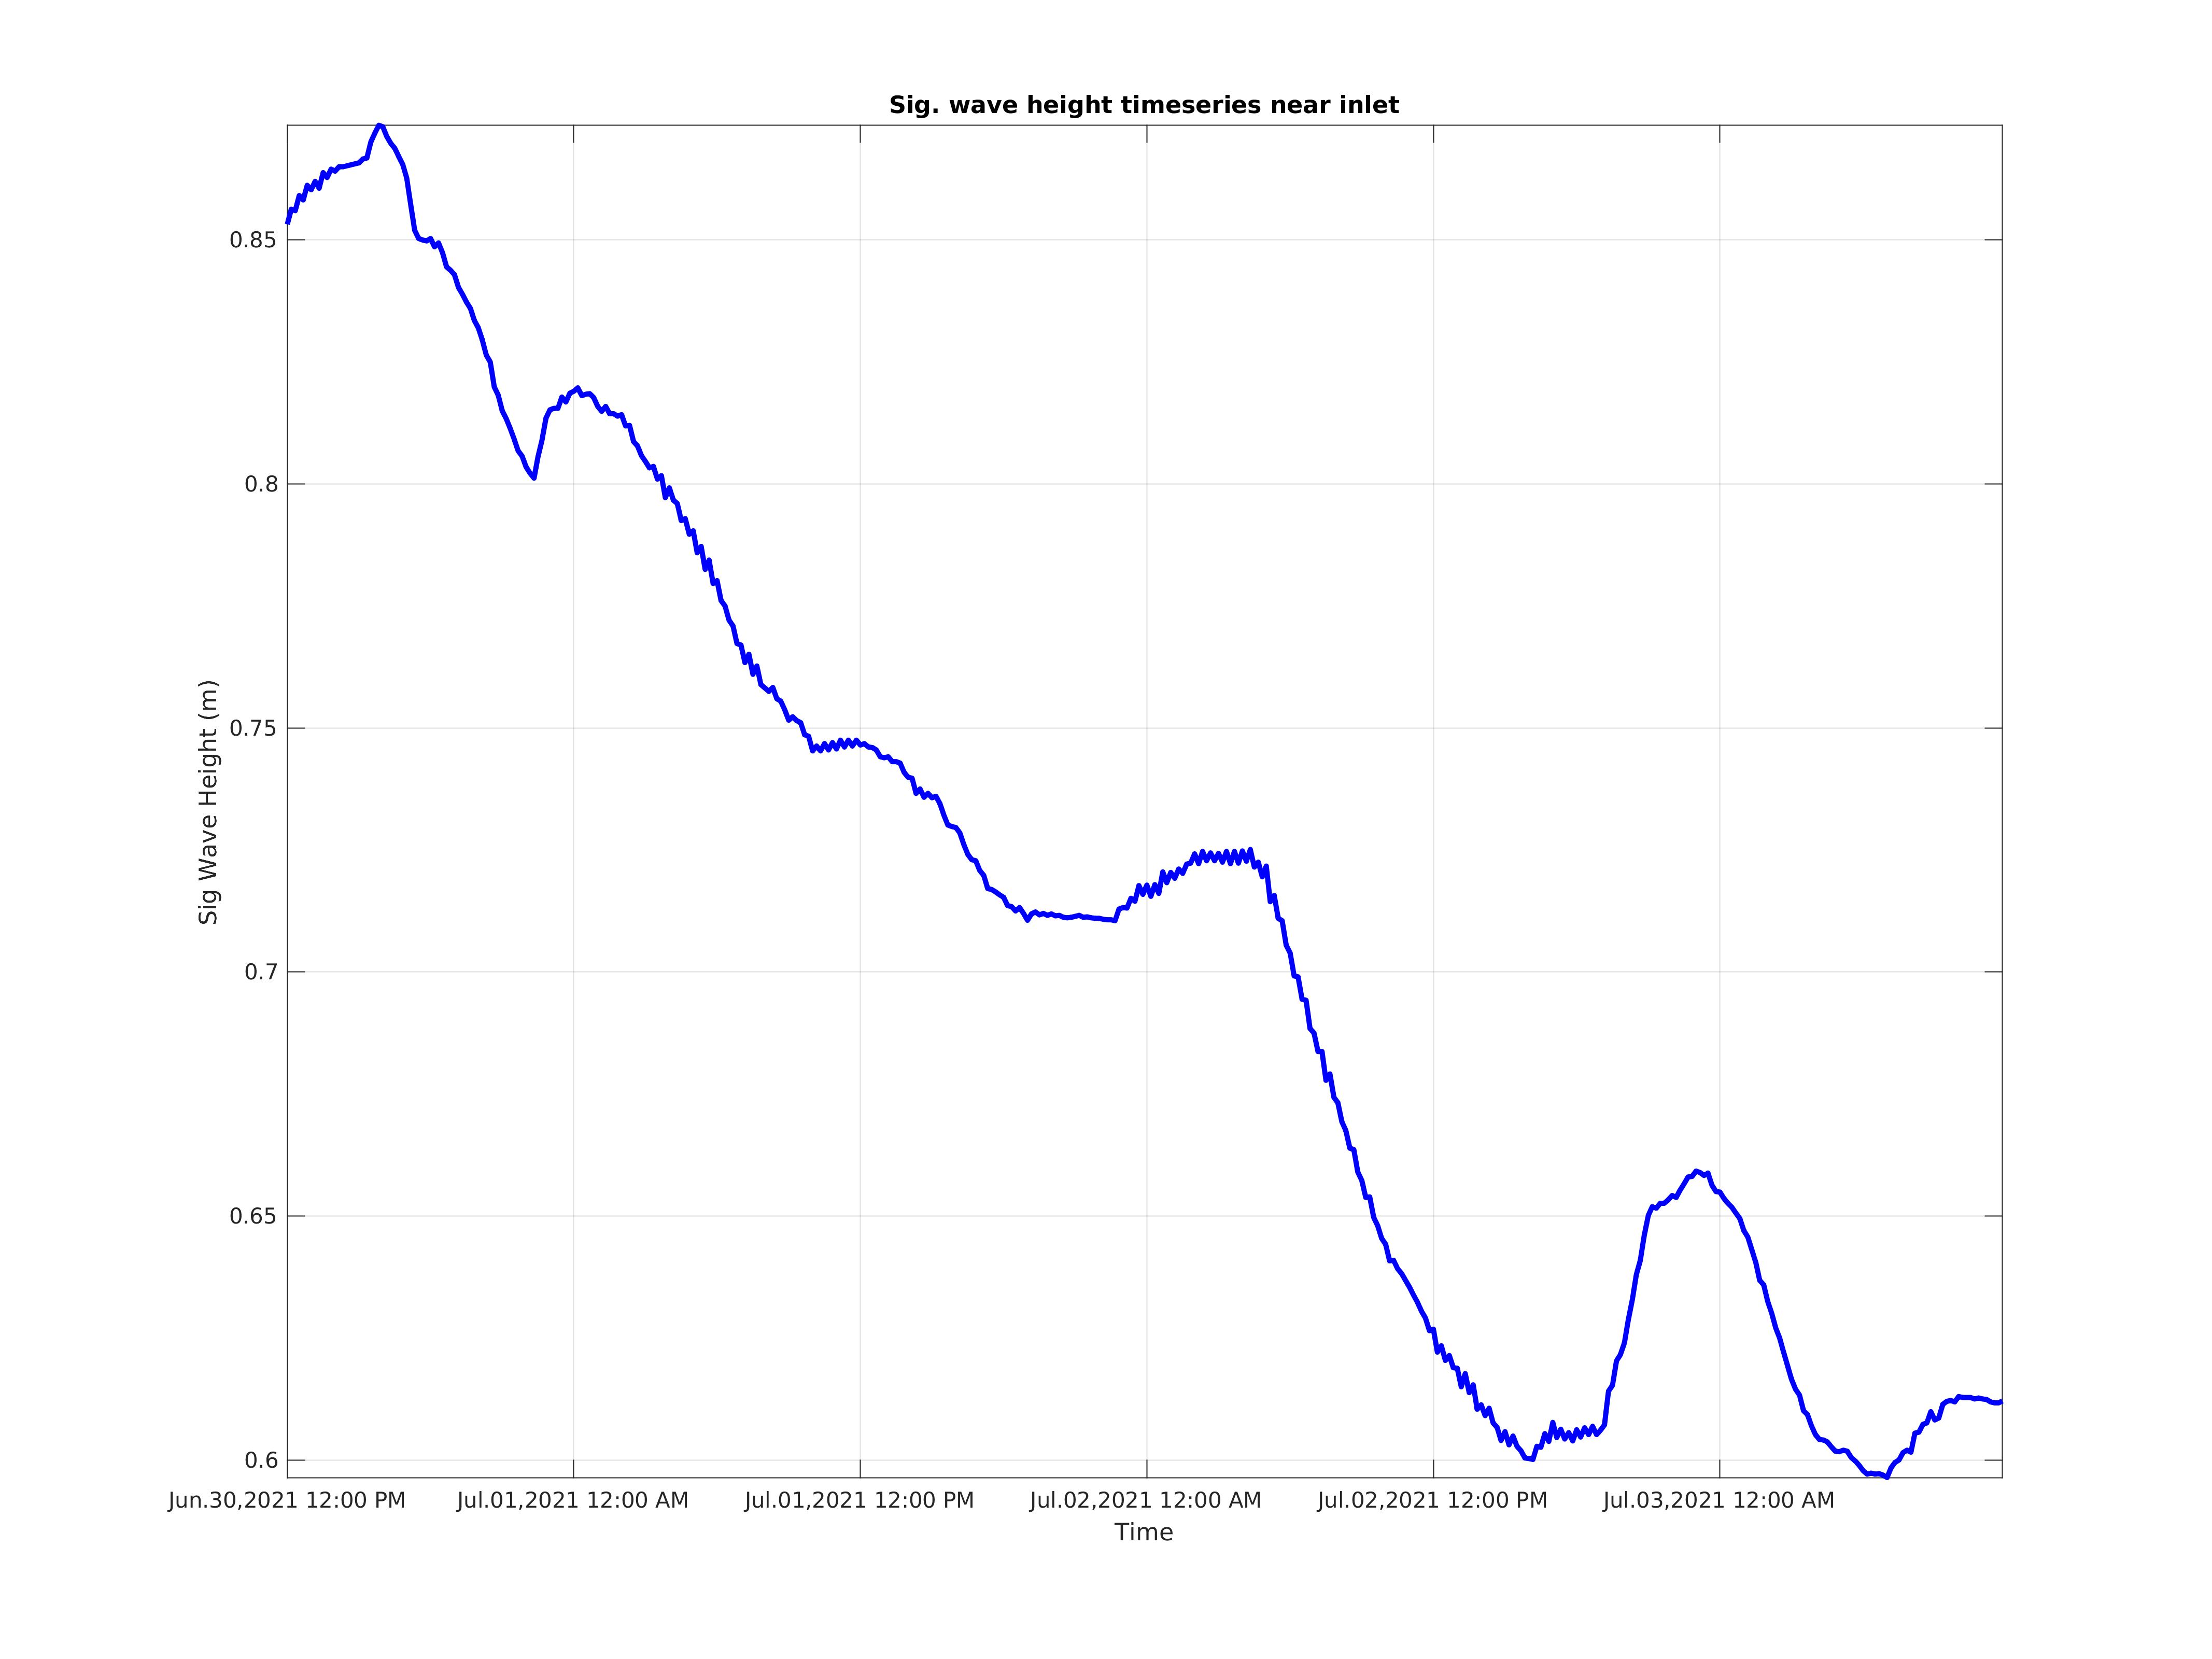 Sig. wave height timeseries near inlet
0.85
0.8
0.75
0.7
0.65
0.6
Sig Wave Height (m)
Jun.30,2021 12:00 PM
Jul.01,2021 12:00 AM
Jul.01,2021 12:00 PM
Jul.02,2021 12:00 AM
Jul.02,2021 12:00 PM
Jul.03,2021 12:00 AM
Time